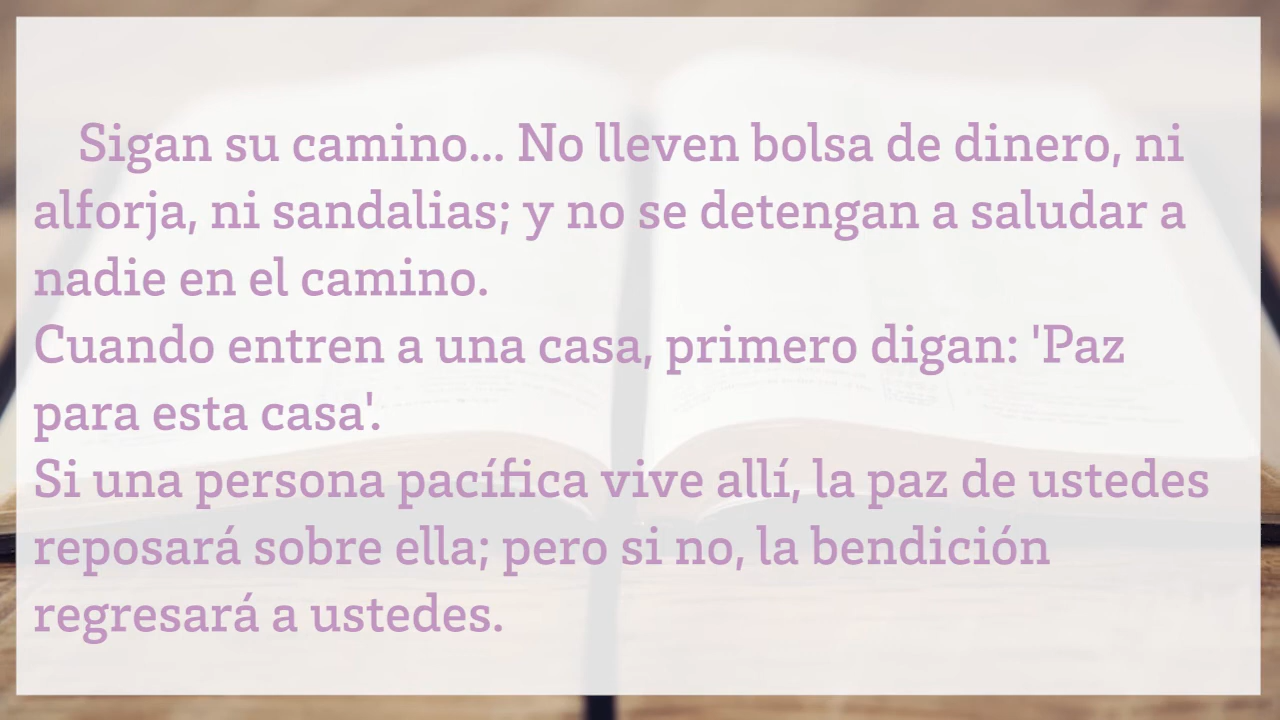 Sigan su camino... No lleven bolsa de dinero, ni
alforja, ni sandalias; y no se detengan a saludar a
nadie en el camino.
Cuando entren a una casa, primero digan: 'Paz
para esta casa'.
Si una persona pacífica vive allí, la paz de ustedes
reposará sobre ella; pero si no, la bendición
regresará a ustedes.